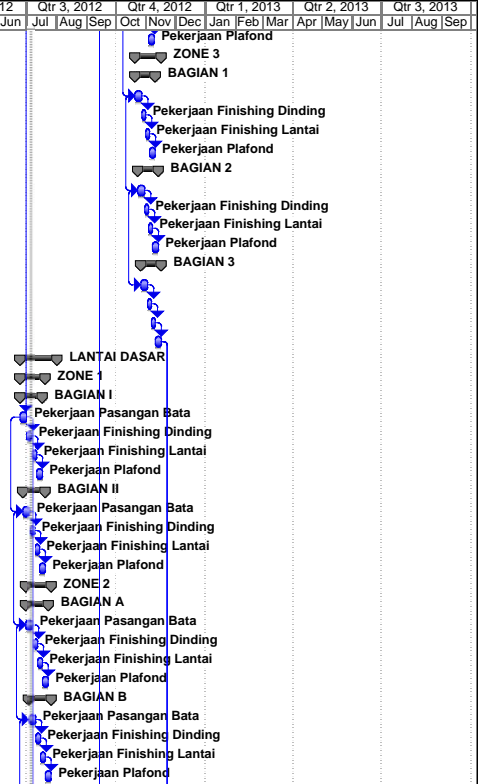 12 Qtr 3, 2012 Qtr 4, 2012 Qtr 1, 2013 Qtr 2, 2013 Qtr 3, 2013
Jun Jul Aug Sep Oct Nov Dec Jan Feb Mar Apr May Jun Jul Aug Sep
Pekerjaan Plafond
ZONE 3
BAGIAN 1
Pekerjaan Finishing Dinding
Pekerjaan Finishing Lantai
Pekerjaan Plafond
BAGIAN 2
Pekerjaan Finishing Dinding
Pekerjaan Finishing Lantai
Pekerjaan Plafond
BAGIAN 3
LANTAI DASAR
ZONE 1
BAGIAN I
Pekerjaan Pasangan Bata
Pekerjaan Finishing Dinding
Pekerjaan Finishing Lantai
Pekerjaan Plafond
BAGIAN II
Pekerjaan Pasangan Bata
Pekerjaan Finishing Dinding
Pekerjaan Finishing Lantai
Pekerjaan Plafond
ZONE 2
BAGIAN A
Pekerjaan Pasangan Bata
Pekerjaan Finishing Dinding
Pekerjaan Finishing Lantai
Pekerjaan Plafond
BAGIAN B
Pekerjaan Pasangan Bata
Pekerjaan Finishing Dinding
Pekerjaan Finishing Lantai
Pekerjaan Plafond